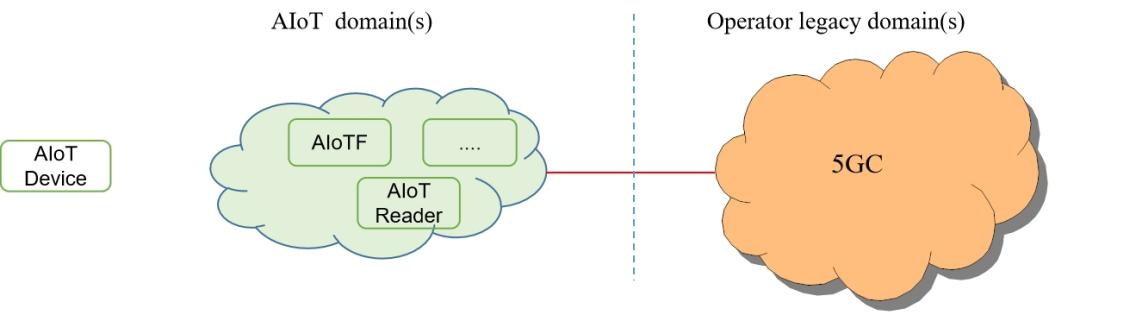 AIoT domain(s)
Operator legacy domain(s)
AIoTF
....
AIoT
Device
5GC
AIoT
Reader